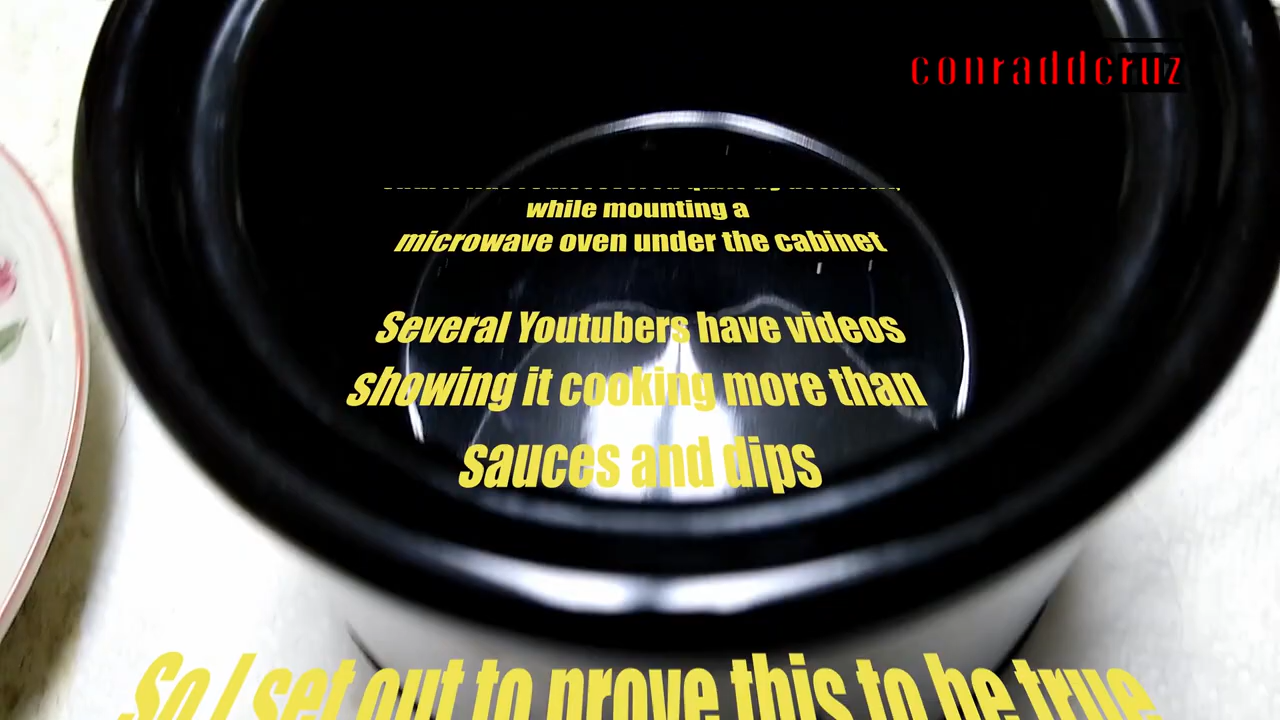 conraddcruz
while mounting a
microwave oven under the cabinet
Several Youtubers have videos
showing it cooking more than
sauces and dips
So I set out to prove this to be true